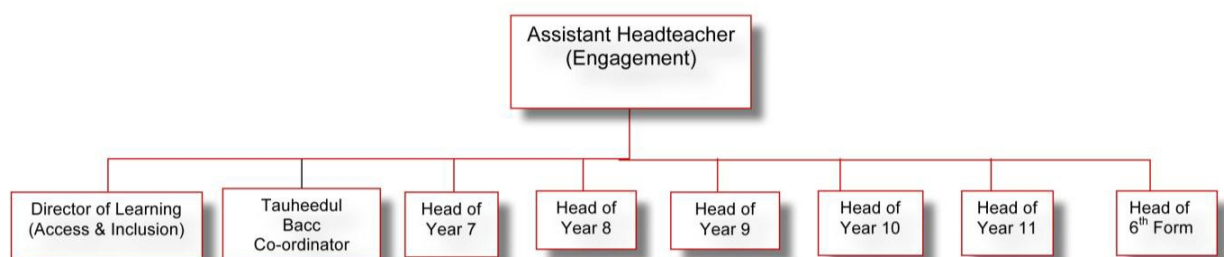 Assistant Headteacher
(Engagement)
Director of Learning
(Access & Inclusion)
Tauheedul
Bacc
Co-ordinator
Head of
Year 7
Head of
Year 8
Head of
Year 9
Head of
Year 10
Head of
Year 11
Head of
6th Form